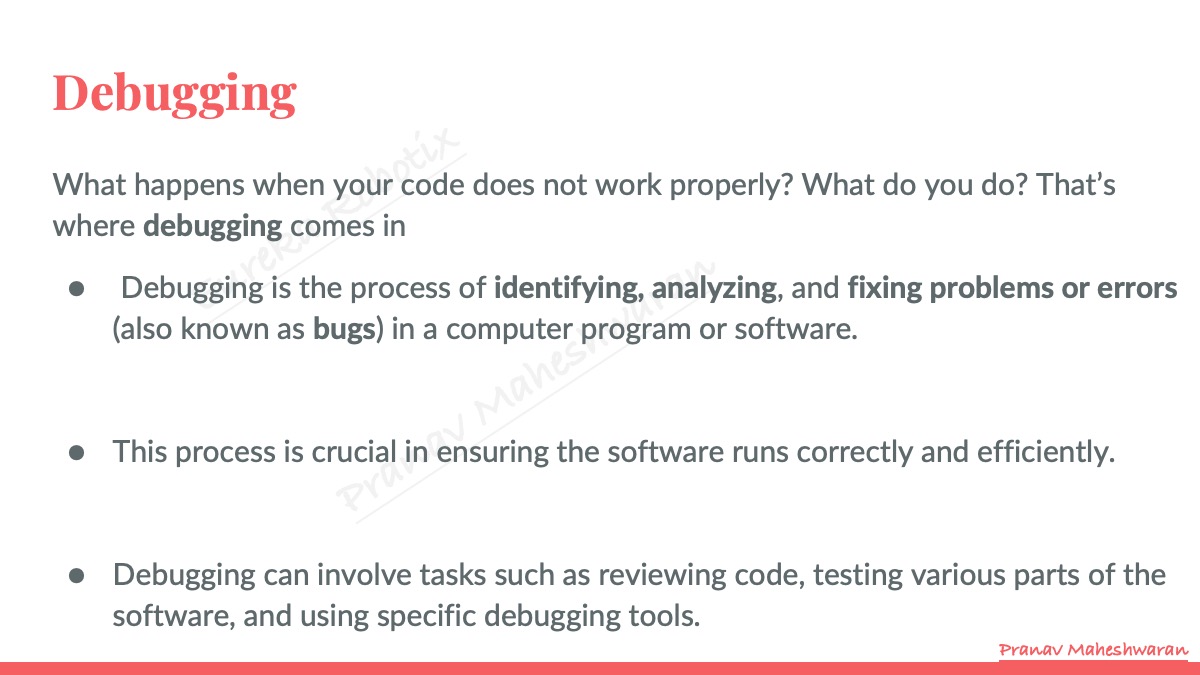 Debugging
What happens when your code does not work properly? What do you do? That’s
where debugging comes in
● Debugging is the process of identifying, analyzing, and fixing problems or errors
(also known as bugs) in a computer program or software.
● This process is crucial in ensuring the software runs correctly and efficiently.
● Debugging can involve tasks such as reviewing code, testing various parts of the
software, and using specific debugging tools.
Robotix
Pranav Maheshwaran
Pranav Maheshwaran